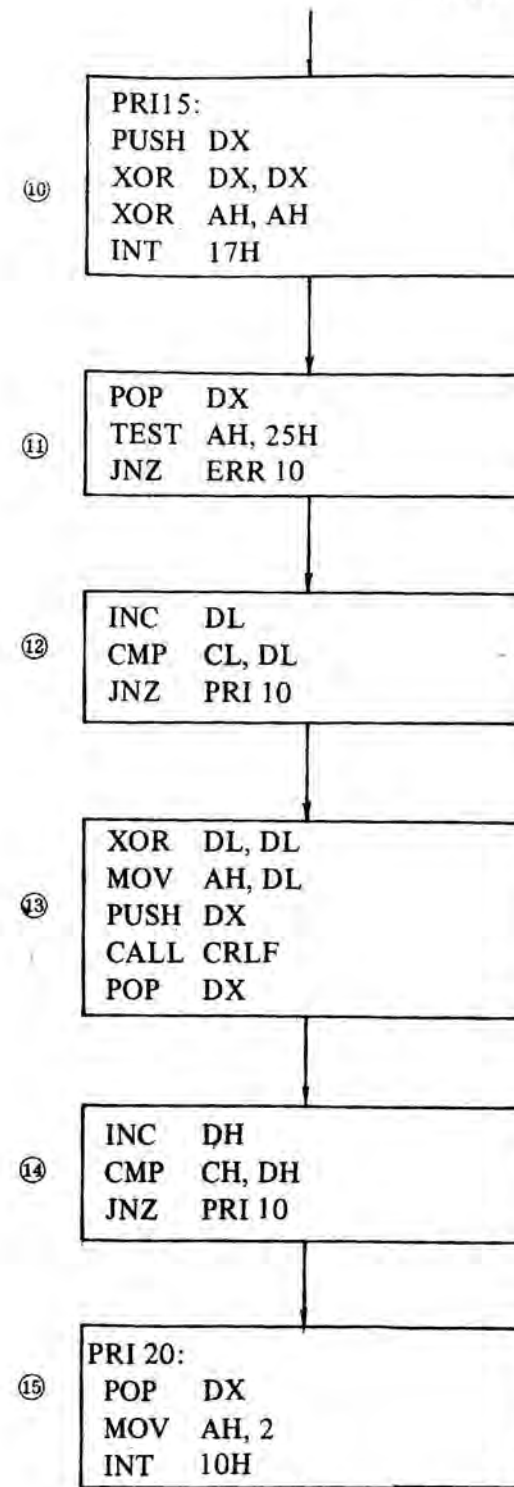 ⑩
PRI15:
PUSH DX
XOR DX, DX
XOR AH, AH
INT 17H
⑪
POP DX
TEST AH, 25H
JNZ ERR 10
⑫
INC DL
CMP CL, DL
JNZ PRI 10
⑬
XOR DL, DL
MOV AH, DL
PUSH DX
CALL CRLF
POP DX
⑭
INC DH
CMP CH, DH
JNZ PRI 10
⑮
PRI 20:
POP DX
MOV AH, 2
INT 10H